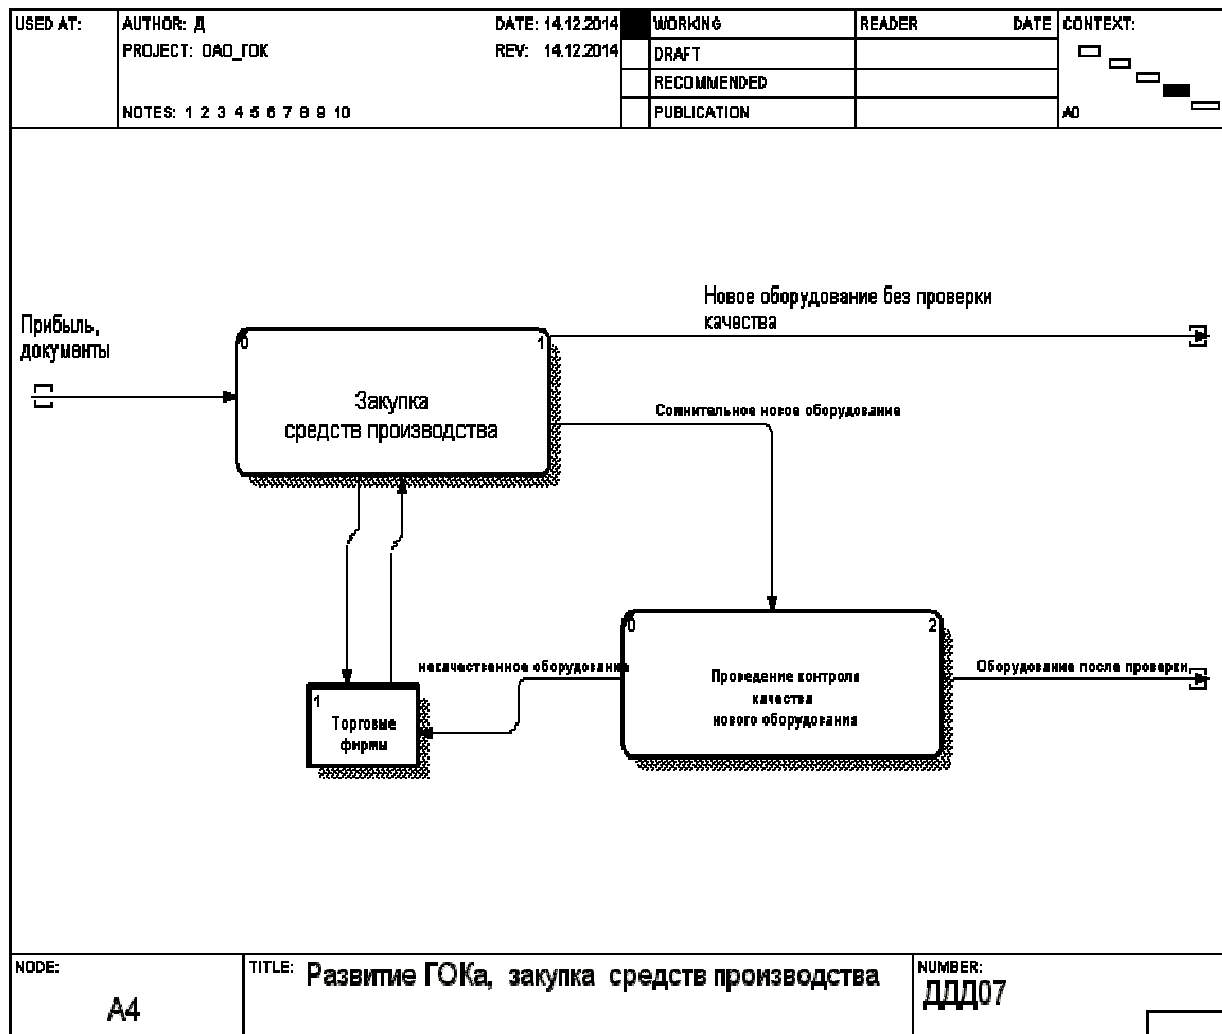 USED AT:
AUTHOR: Д
DATE: 14.12.2014
WORKING
READER
DATE
CONTEXT:
PROJECT: ОАО_ГОК
REV: 14.12.2014
DRAFT
RECOMMENDED
NOTES: 1 2 3 4 5 6 7 8 9 10
PUBLICATION
A0
Новое оборудование без проверки
качества
Прибыль,
документы
0
1
Закупка
средств производства
Сомнительное новое оборудование
0
2
некачественное оборудование
Проведение контроля
качества
нового оборудования
Оборудование после проверки
1
Торговые
фирмы
NODE:
A4
TITLE: Развитие ГОКа, закупка средств производства
NUMBER:
ДДД07